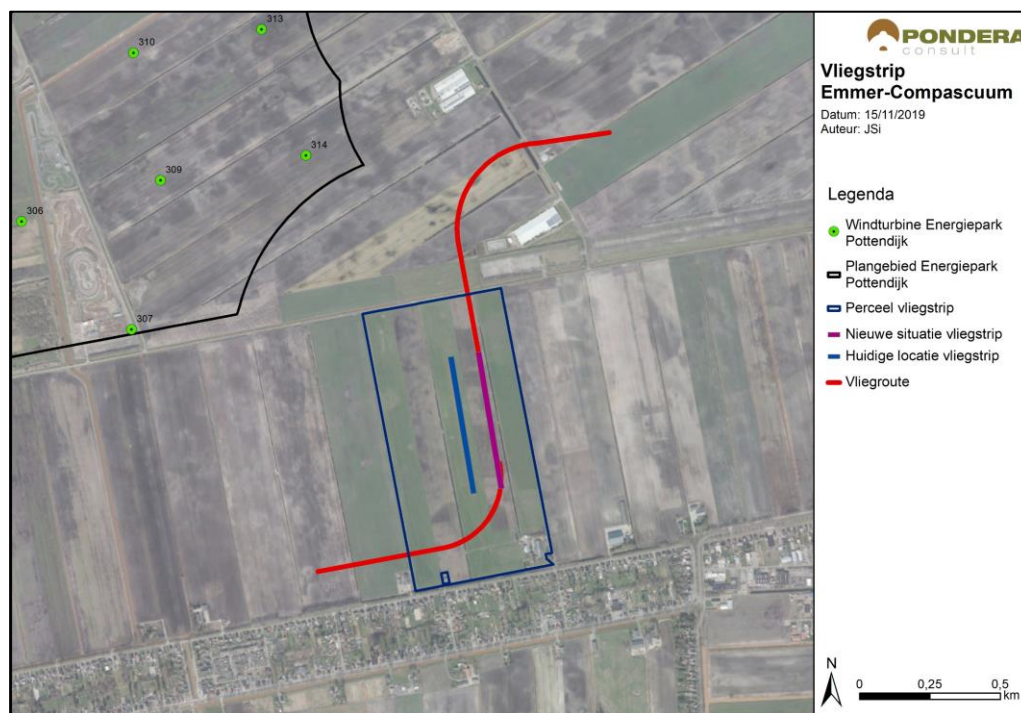 313
310
314
309
306
307
PONDERA
consult
Vliegstrip
Emmer-Compascuum
Datum: 15/11/2019
Auteur: JSi
Legenda
Windturbine Energiepark
Pottendijk
Plangebied Energiepark
Pottendijk
Perceel vliegstrip
Nieuwe situatie vliegstrip
Huidige locatie vliegstrip
Vliegroute
N
0 0,25 0,5
km